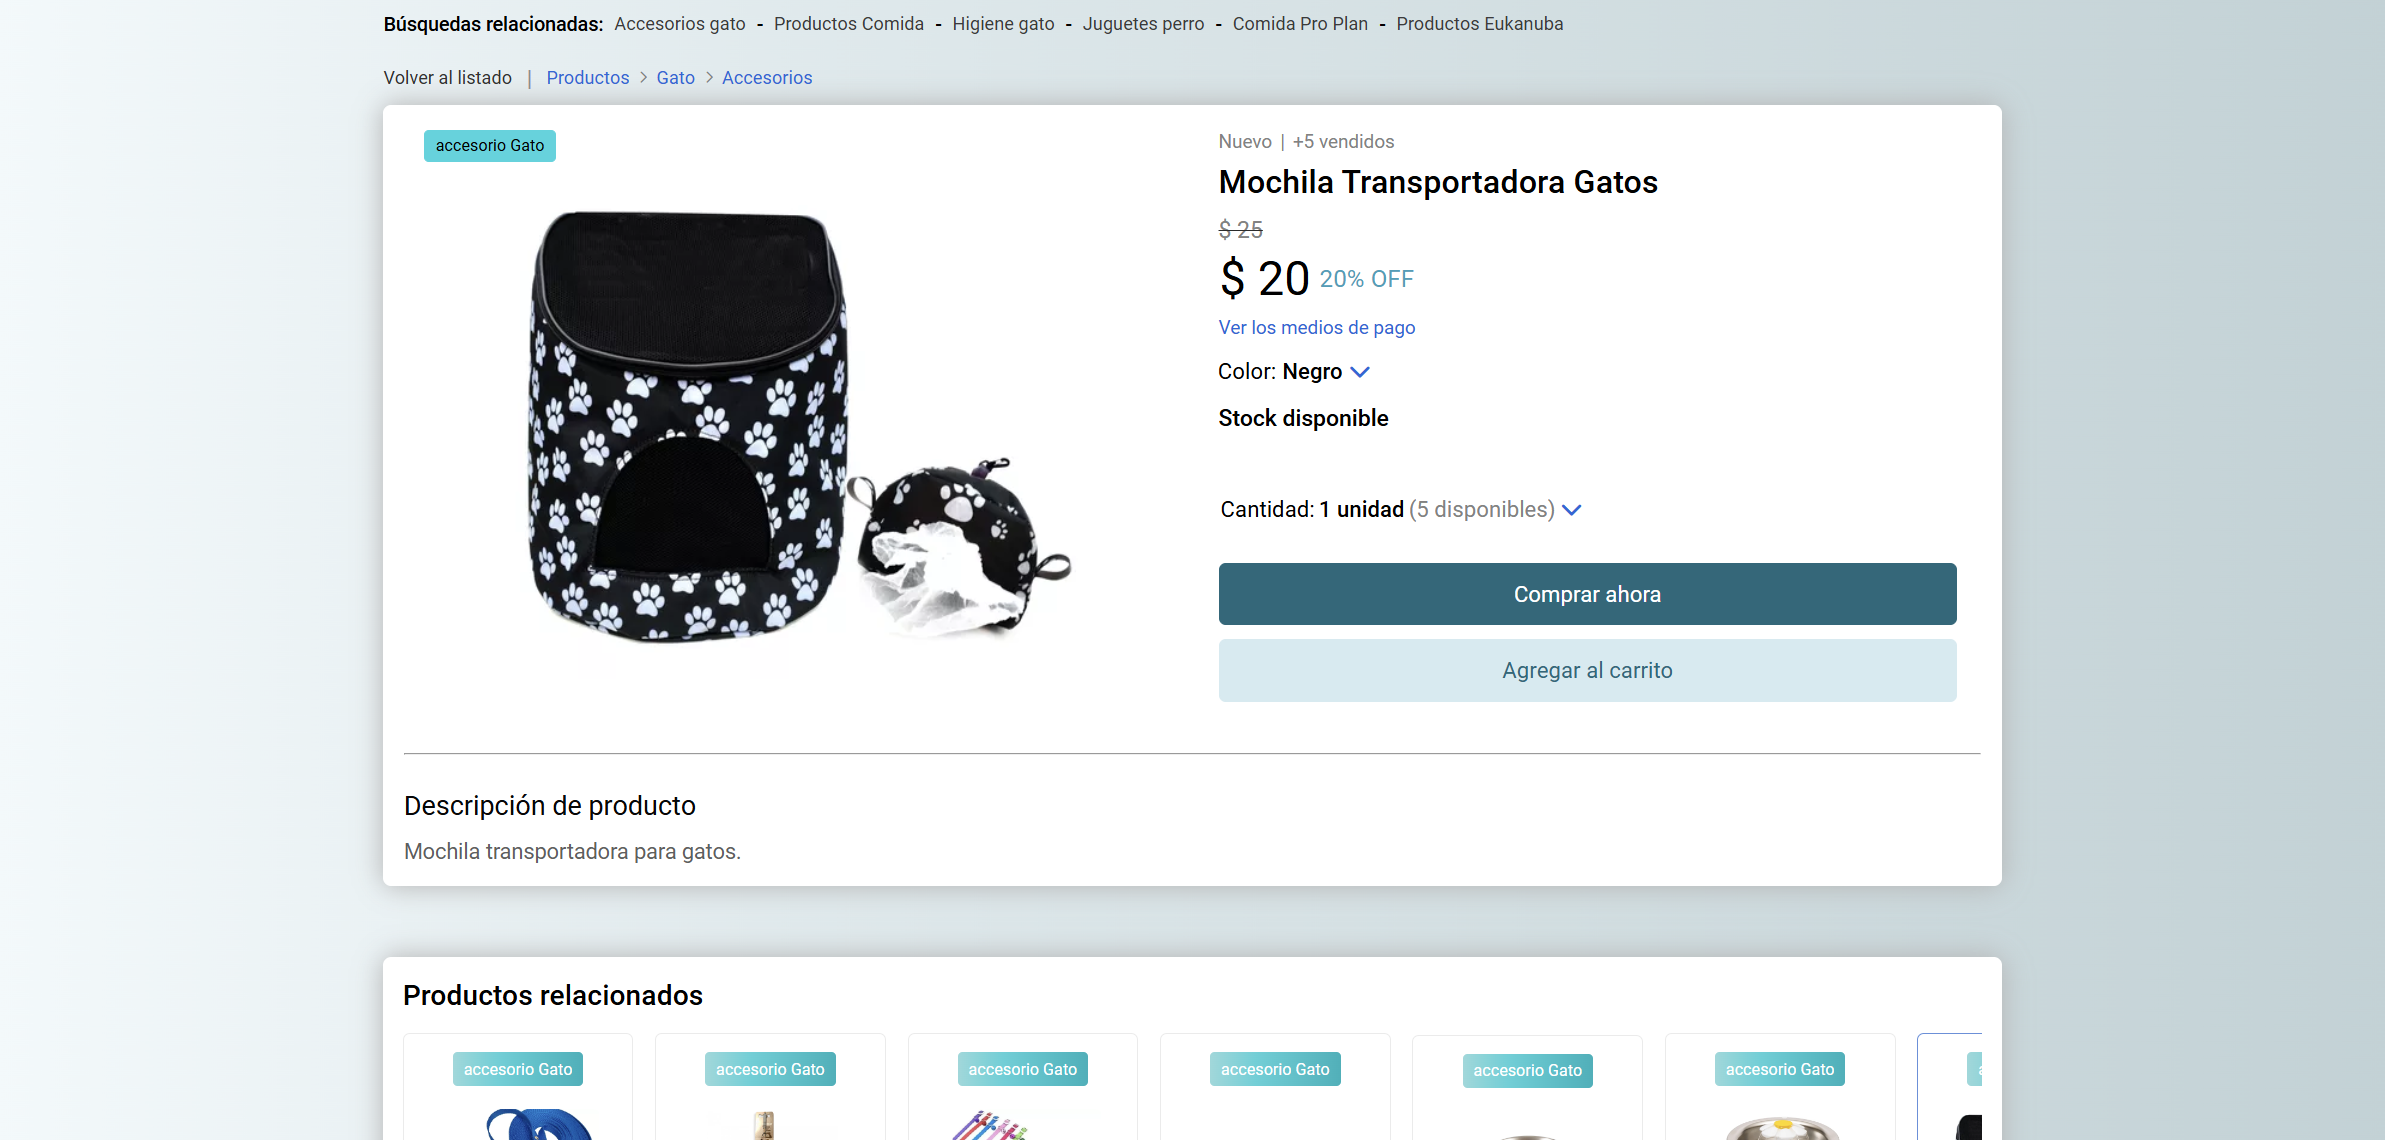 Búsquedas relacionadas: Accesorios gato - Productos Comida - Higiene gato - Juguetes perro - Comida Pro Plan - Productos Eukanuba
Volver al listado | Productos > Gato > Accesorios
accesorio Gato
Nuevo | +5 vendidos
Mochila Transportadora Gatos
$ 25
$ 20 20% OFF
Ver los medios de pago
Color: Negro
Stock disponible
Cantidad: 1 unidad (5 disponibles)
Comprar ahora
Agregar al carrito
Descripción de producto
Mochila transportadora para gatos.
Productos relacionados
accesorio Gato accesorio Gato accesorio Gato accesorio Gato accesorio Gato accesorio Gato